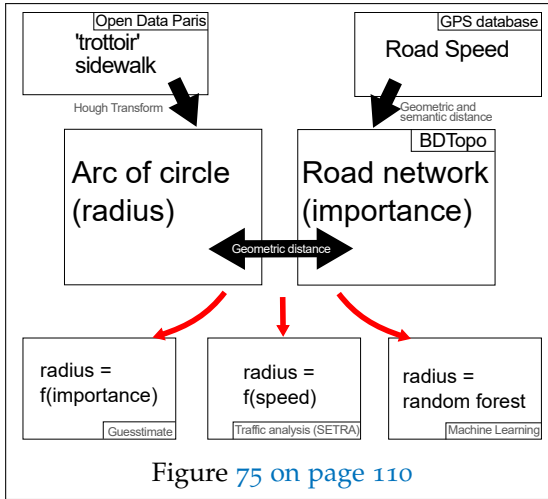 Open Data Paris
'trottoir'
sidewalk
GPS database
Road Speed
Hough Transform
Geometric and
semantic distance
Arc of circle
(radius)
BDTopo
Road network
(importance)
Geometric distance
radius =
f(importance)
Guesstimate
radius =
f(speed)
Traffic analysis (SETRA)
radius =
random forest
Machine Learning
Figure 75 on page 110